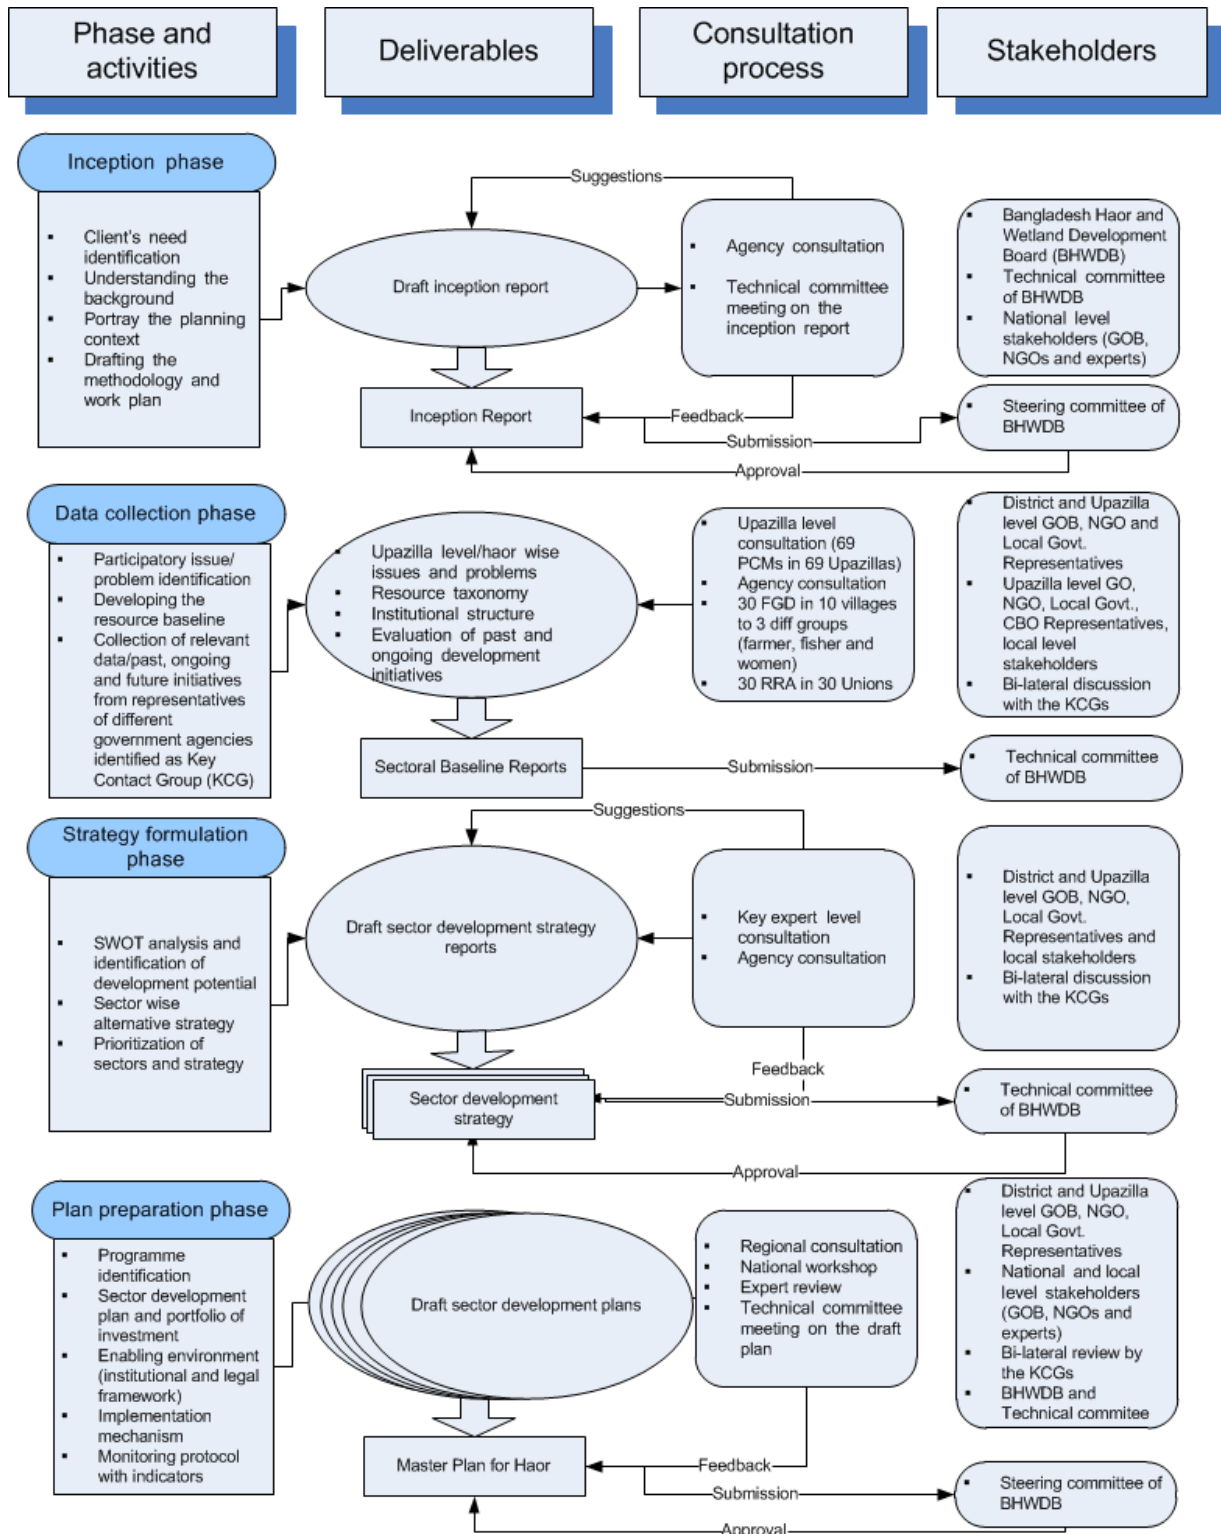 Phase and
activities
Deliverables
Consultation
process
Stakeholders
Inception phase
▪ Client's need
identification
▪ Understanding the
background
▪ Portray the planning
context
▪ Drafting the
methodology and
work plan
Draft inception report
Suggestions
▪ Agency consultation
▪ Technical committee
meeting on the
inception report
▪ Bangladesh Haor and
Wetland Development
Board (BHWDB)
▪ Technical committee
of BHWDB
▪ National level
stakeholders (GOB,
NGOs and experts)
Inception Report
Feedback
Submission
▪ Steering committee of
BHWDB
Approval
Data collection phase
▪ Participatory issue/
problem identification
▪ Developing the
resource baseline
▪ Collection of relevant
data/past, ongoing
and future initiatives
from representatives
of different
government agencies
identified as Key
Contact Group (KCG)
▪ Upazilla level/haor wise
issues and problems
▪ Resource taxonomy
▪ Institutional structure
▪ Evaluation of past and
ongoing development
initiatives
▪ Upazilla level
consultation (69
PCMs in 69 Upazillas)
▪ Agency consultation
▪ 30 FGD in 10 villages
to 3 diff groups
(farmer, fisher and
women)
▪ 30 RRA in 30 Unions
▪ District and Upazilla
level GOB, NGO and
Local Govt.
Representatives
▪ Upazilla level GO,
NGO, Local Govt.,
CBO Representatives,
local level
stakeholders
▪ Bi-lateral discussion
with the KCGs
Sectoral Baseline Reports
Submission
▪ Technical committee
of BHWDB
Strategy formulation
phase
▪ SWOT analysis and
identification of
development potential
▪ Sector wise
alternative strategy
▪ Prioritization of
sectors and strategy
Suggestions
Draft sector development strategy
reports
▪ Key expert level
consultation
▪ Agency consultation
▪ District and Upazilla
level GOB, NGO,
Local Govt.
Representatives and
local stakeholders
▪ Bi-lateral discussion
with the KCGs
Feedback
Sector development
strategy
Submission
▪ Technical committee
of BHWDB
Approval
Plan preparation phase
▪ Programme
identification
▪ Sector development
plan and portfolio of
investment
▪ Enabling environment
(institutional and legal
framework)
▪ Implementation
mechanism
▪ Monitoring protocol
with indicators
Draft sector development plans
▪ Regional consultation
▪ National workshop
▪ Expert review
▪ Technical committee
meeting on the draft
plan
▪ District and Upazilla
level GOB, NGO,
Local Govt.
Representatives
▪ National and local
level stakeholders
(GOB, NGOs and
experts)
▪ Bi-lateral review by
the KCGs
▪ BHWDB and
Technical commitee
Master Plan for Haor
Feedback
Submission
▪ Steering committee of
BHWDB
Approval